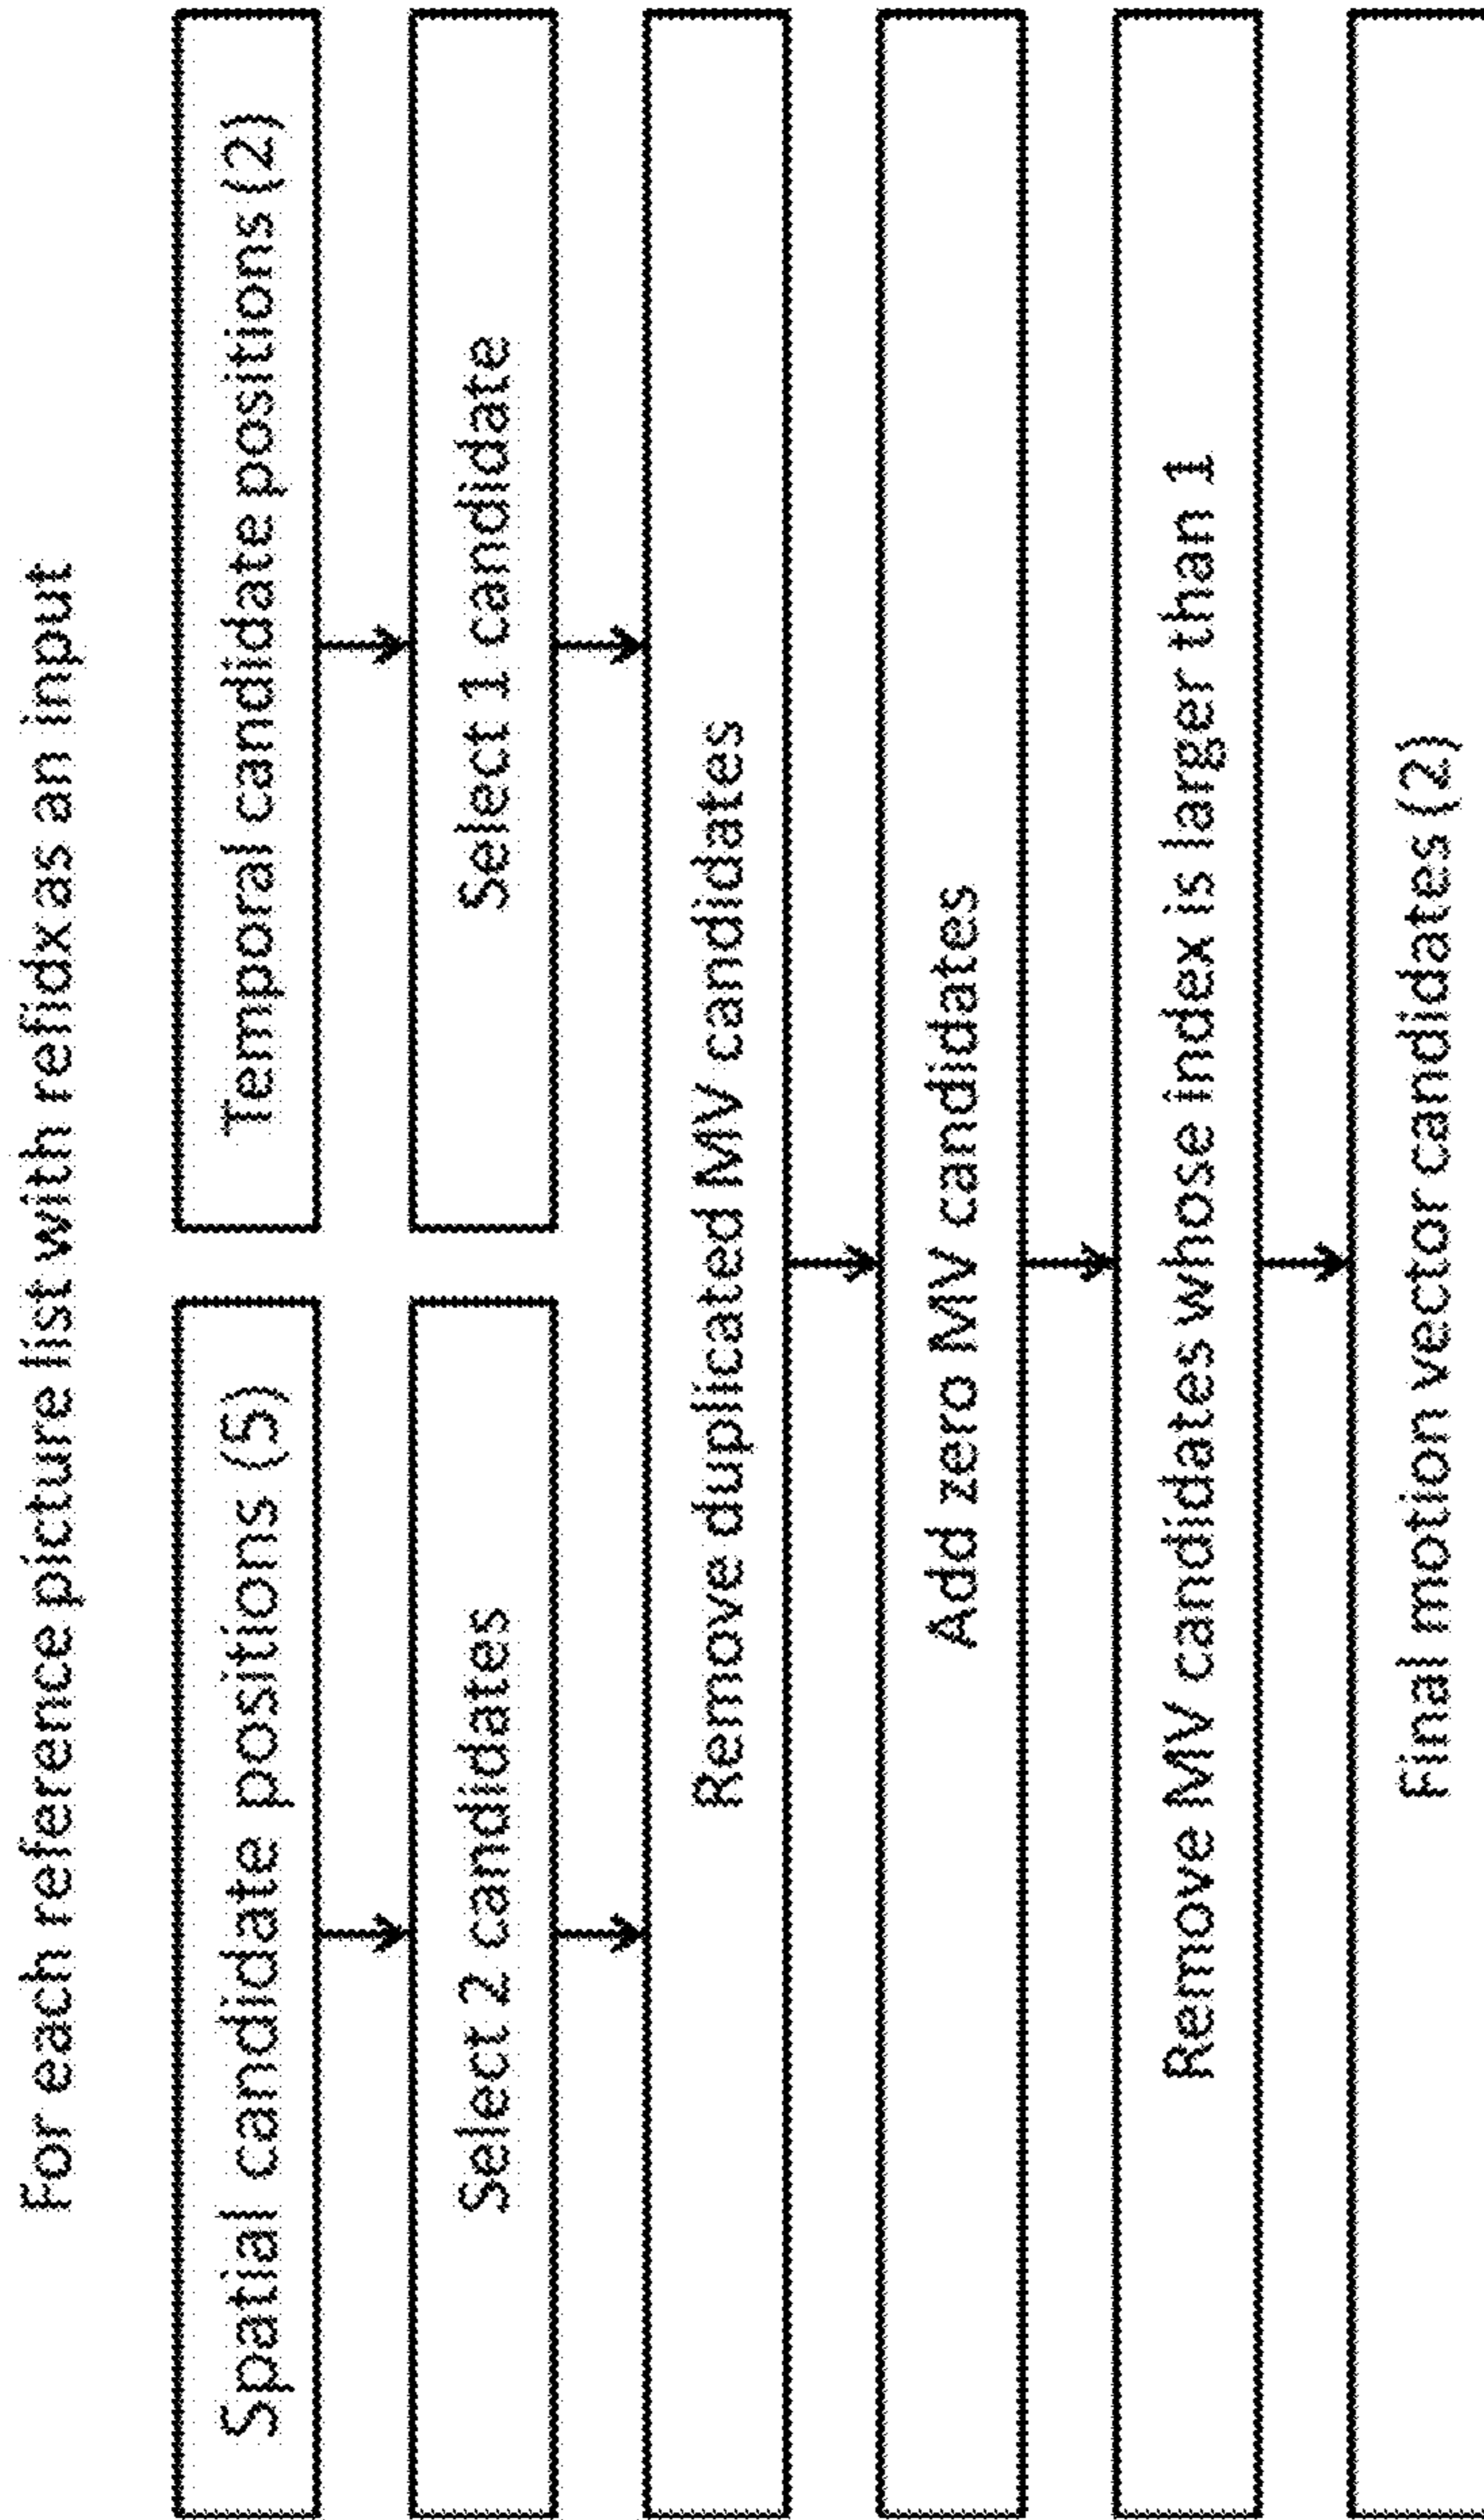 For each reference picture list with refidx as an input
Spatial candidate positions (5)
Temporal candidate positions (2)
Select 2 candidates
Select 1 candidate
Remove duplicated MV candidates
Add zero MV candidates
Remove MV candidates whose index is larger than 1
Final motion vector candidates (2)